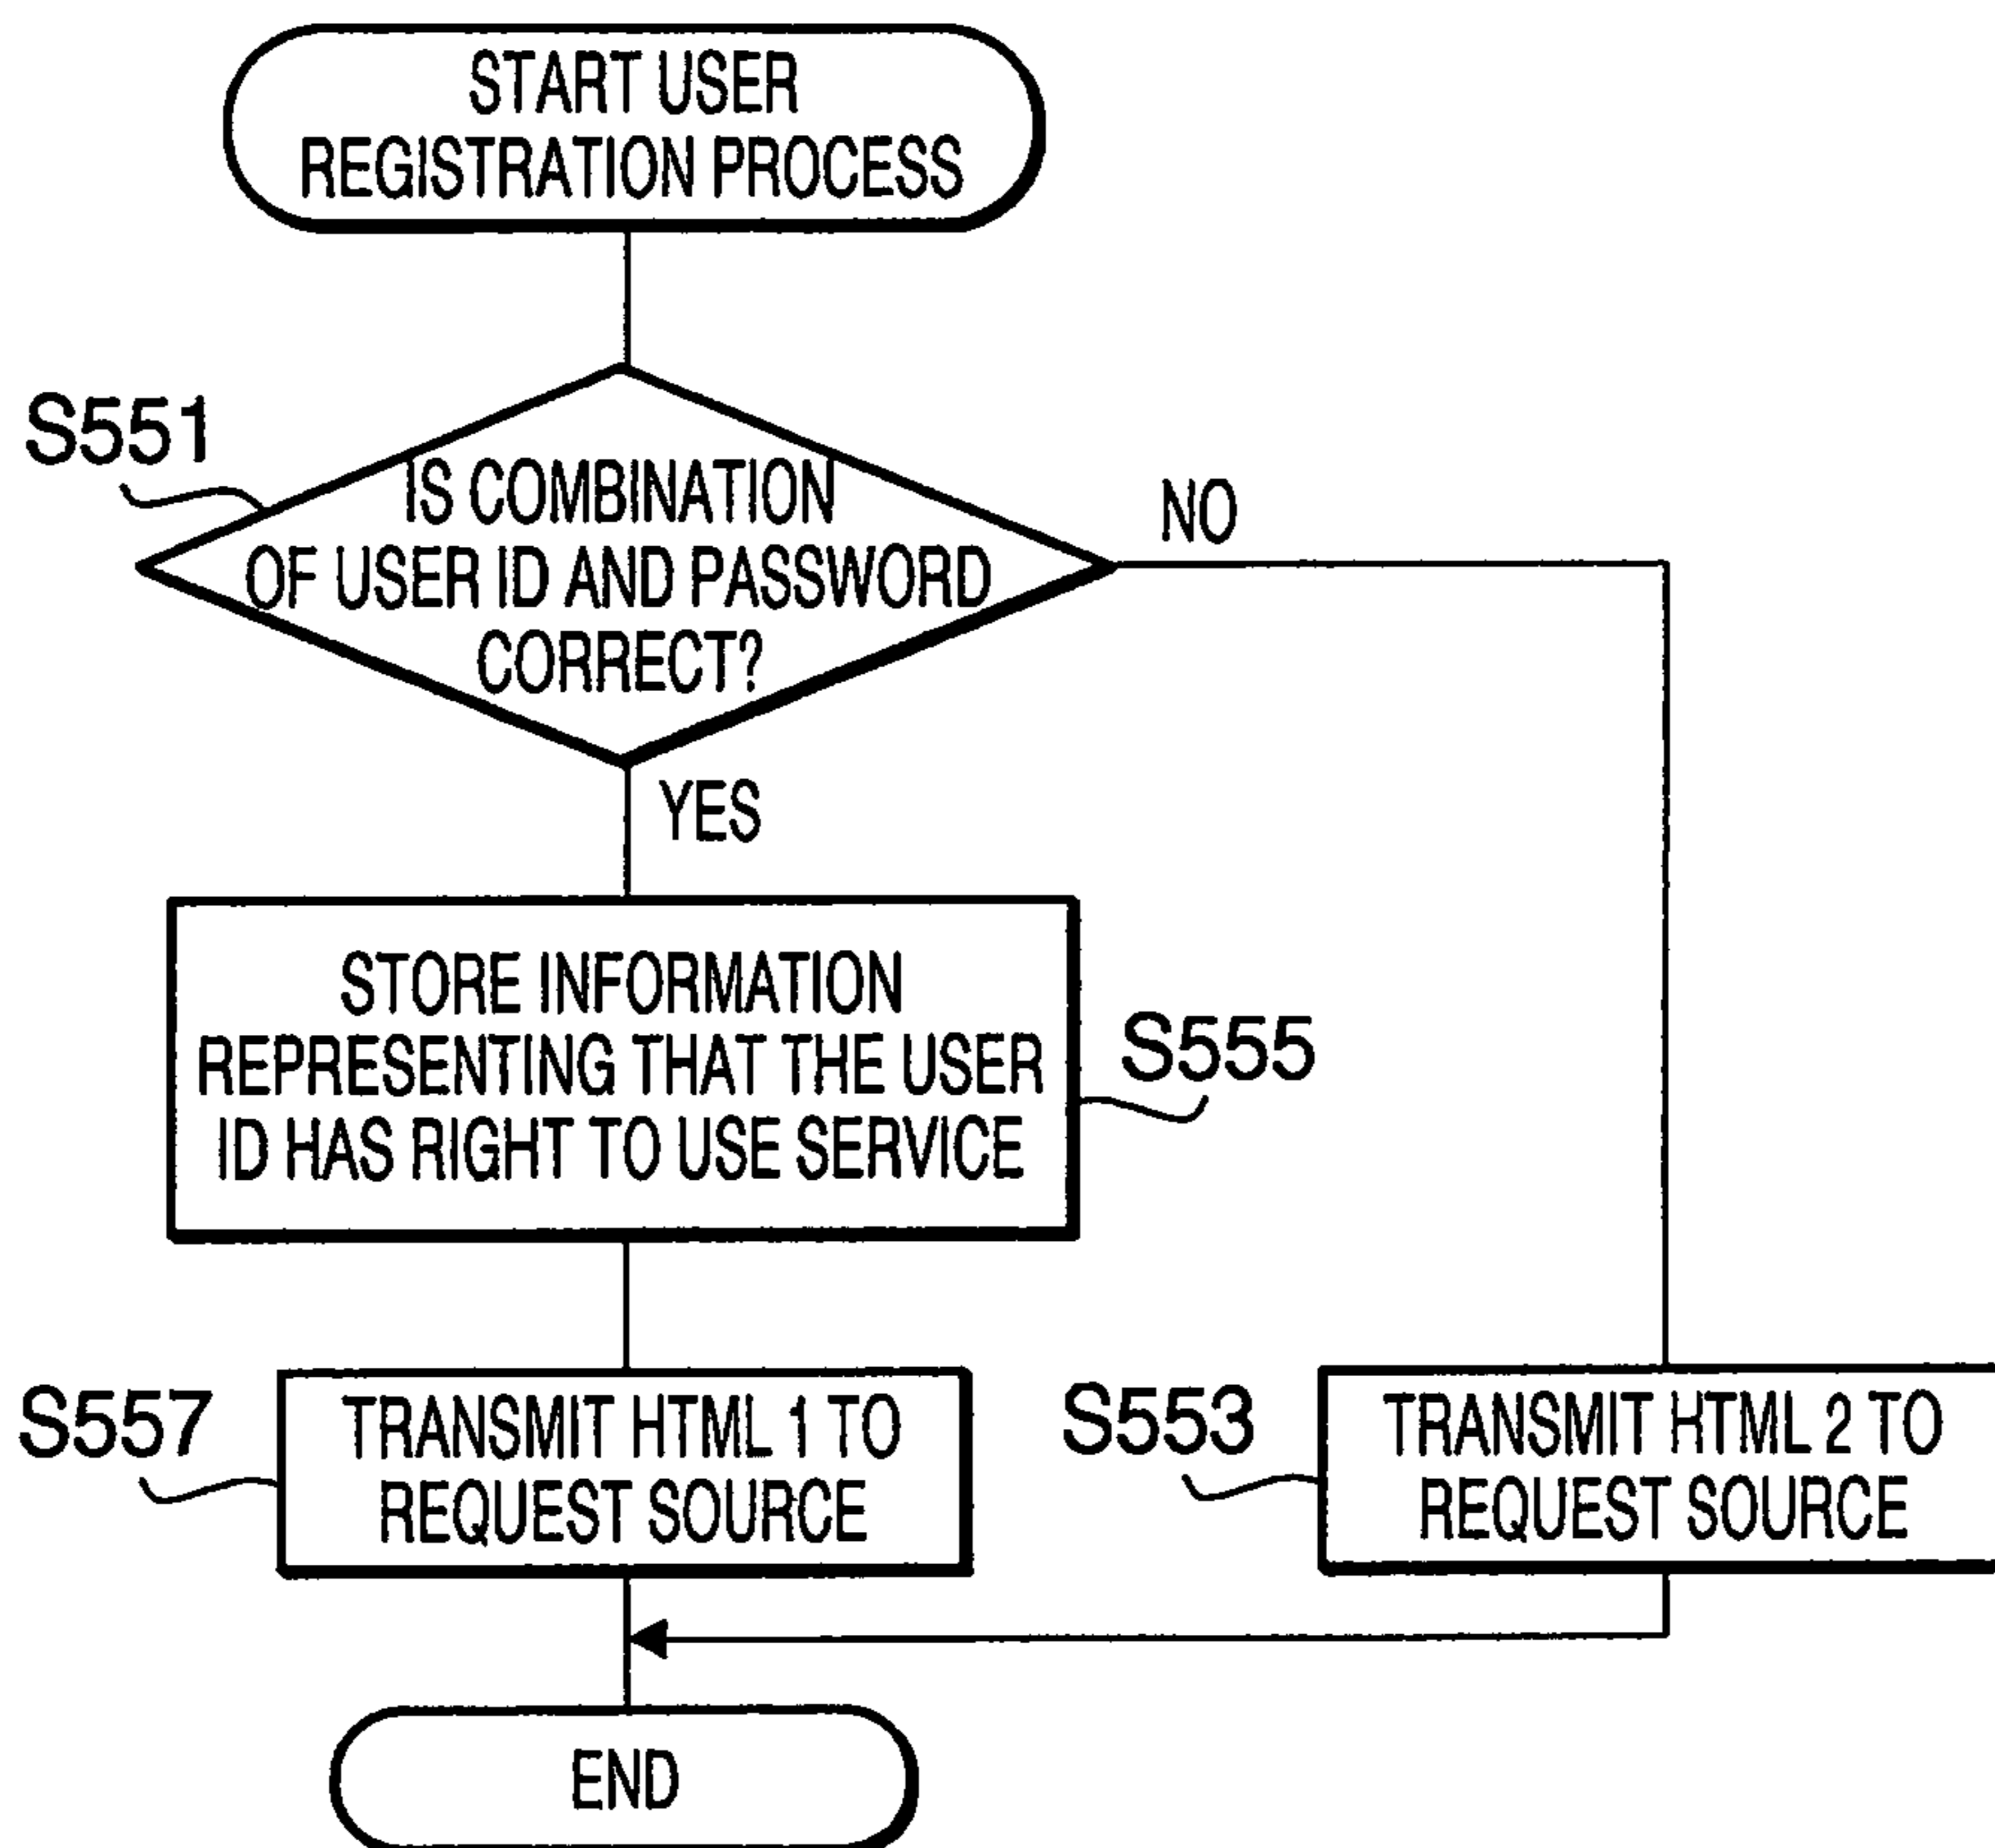 START USER
REGISTRATION PROCESS
S551
IS COMBINATION
OF USER ID AND PASSWORD
CORRECT?
NO
YES
STORE INFORMATION
REPRESENTING THAT THE USER
ID HAS RIGHT TO USE SERVICE
S555
S557
TRANSMIT HTML 1 TO
REQUEST SOURCE
S553
TRANSMIT HTML 2 TO
REQUEST SOURCE
END